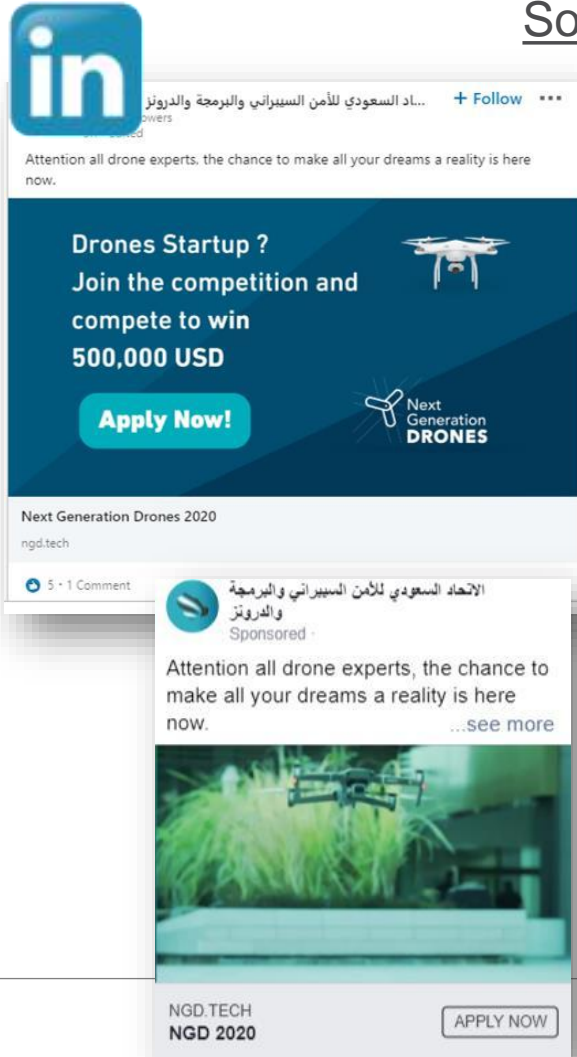 So
in
...اد السعودي للأمن السيبراني والبرمجة والدرونز
+ Follow
Attention all drone experts, the chance to make all your dreams a reality is here
now.
Drones Startup ?
Join the competition and
compete to win
500,000 USD
Apply Now!
Next
Generation
DRONES
Next Generation Drones 2020
ngd.tech
5 · 1 Comment
الاتحاد السعودي للأمن السيبراني والبرمجة
والدرونز
Sponsored ·
Attention all drone experts, the chance to
make all your dreams a reality is here
now.
...see more
NGD.TECH
NGD 2020
APPLY NOW